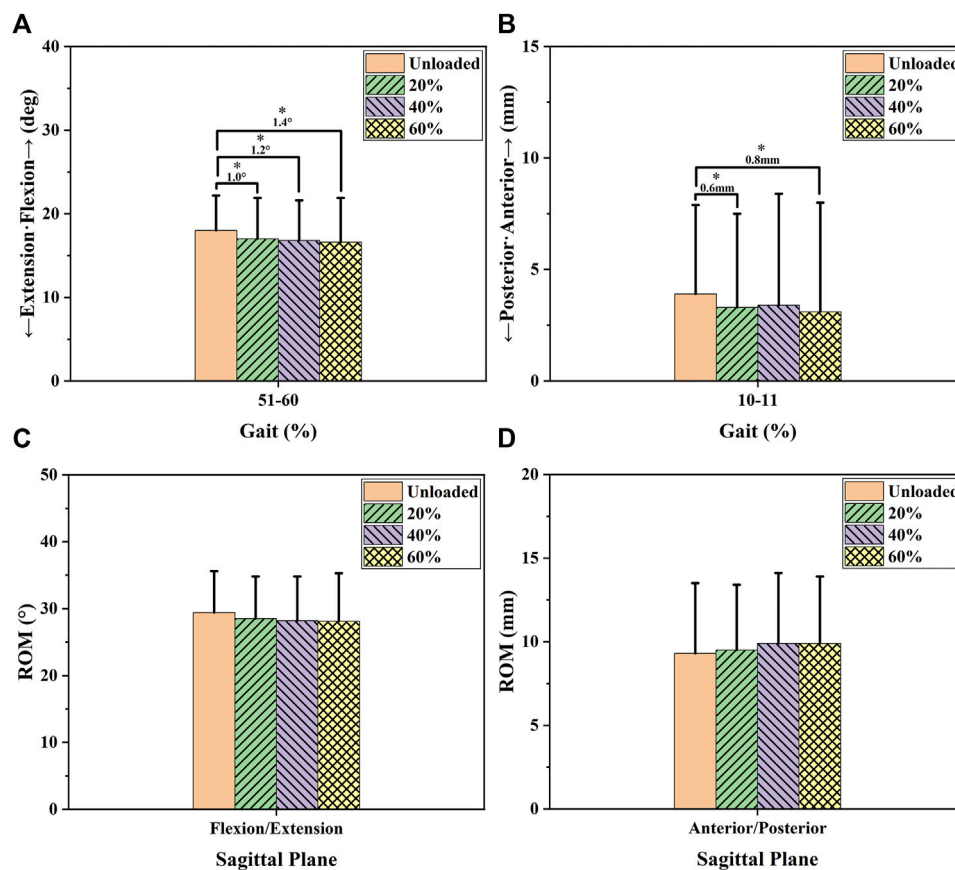 A
←Extension·Flexion→ (deg)
40
30
20
10
0
Unloaded
20%
40%
60%
*
1.4°
*
1.2°
*
1.0°
51-60
Gait (%)
B
←Posterior·Anterior→ (mm)
15
10
5
0
Unloaded
20%
40%
60%
*
0.8mm
*
0.6mm
10-11
Gait (%)
C
ROM (°)
50
40
30
20
10
0
Unloaded
20%
40%
60%
Flexion/Extension
Sagittal Plane
D
ROM (mm)
20
15
10
5
0
Unloaded
20%
40%
60%
Anterior/Posterior
Sagittal Plane